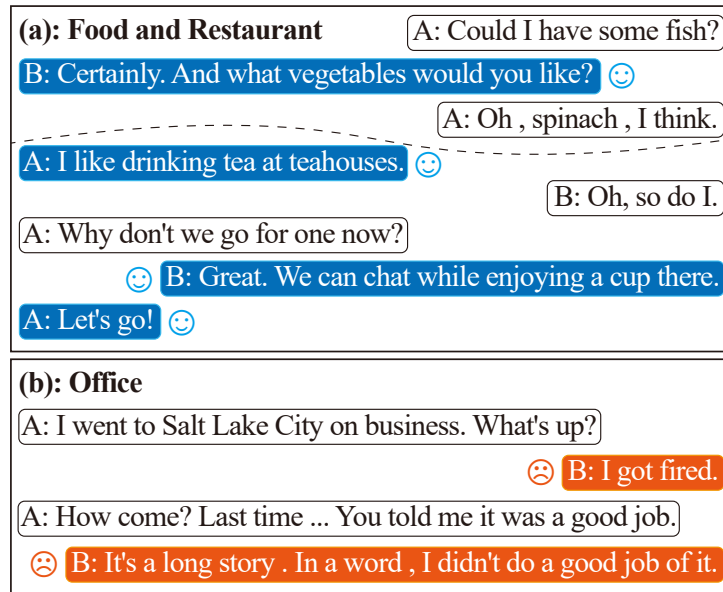 (a): Food and Restaurant
A: Could I have some fish?
B: Certainly. And what vegetables would you like?
A: Oh , spinach , I think.
A: I like drinking tea at teahouses.
B: Oh, so do I.
A: Why don't we go for one now?
B: Great. We can chat while enjoying a cup there.
A: Let's go!
(b): Office
A: I went to Salt Lake City on business. What's up?
B: I got fired.
A: How come? Last time ... You told me it was a good job.
B: It's a long story . In a word , I didn't do a good job of it.